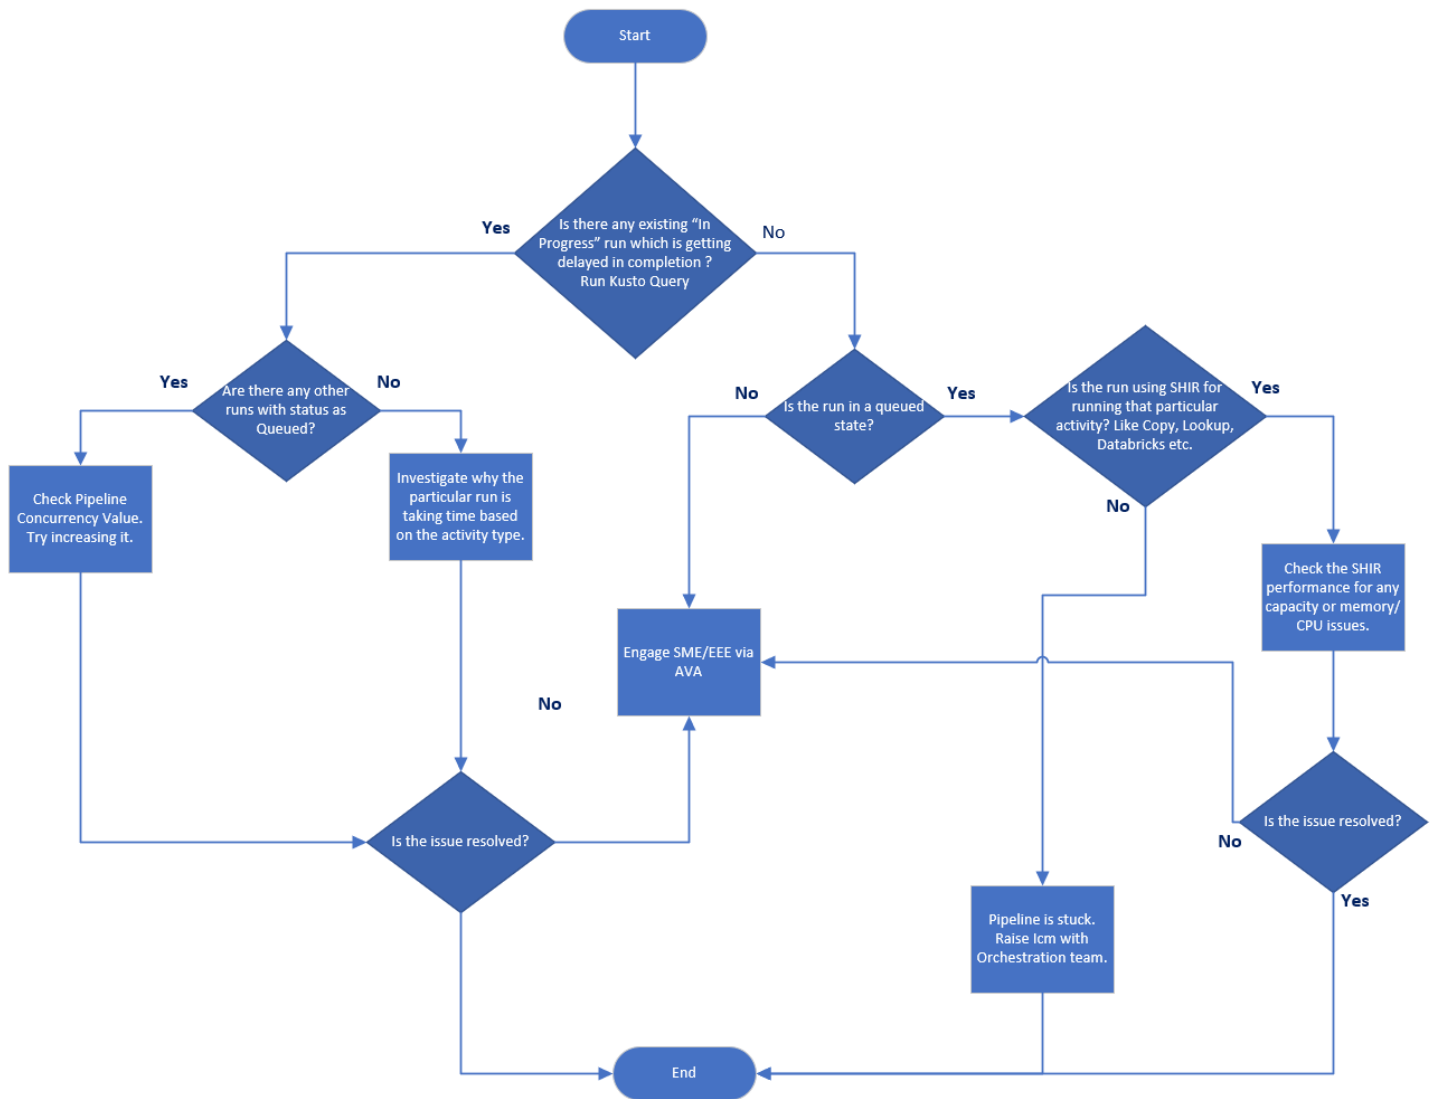 Start
Is there any existing “In
Progress” run which is getting
delayed in completion ?
Run Kusto Query
Yes
No
Are there any other
runs with status as
Queued?
Yes
No
Is the run in a queued
state?
No
Yes
Is the run using SHIR for
running that particular
activity? Like Copy, Lookup,
Databricks etc.
Yes
No
Check Pipeline
Concurrency Value.
Try increasing it.
Investigate why the
particular run is
taking time based
on the activity type.
Check the SHIR
performance for any
capacity or memory/
CPU issues.
Engage SME/EEE via
AVA
No
Is the issue resolved?
Is the issue resolved?
No
Yes
Pipeline is stuck.
Raise Icm with
Orchestration team.
End